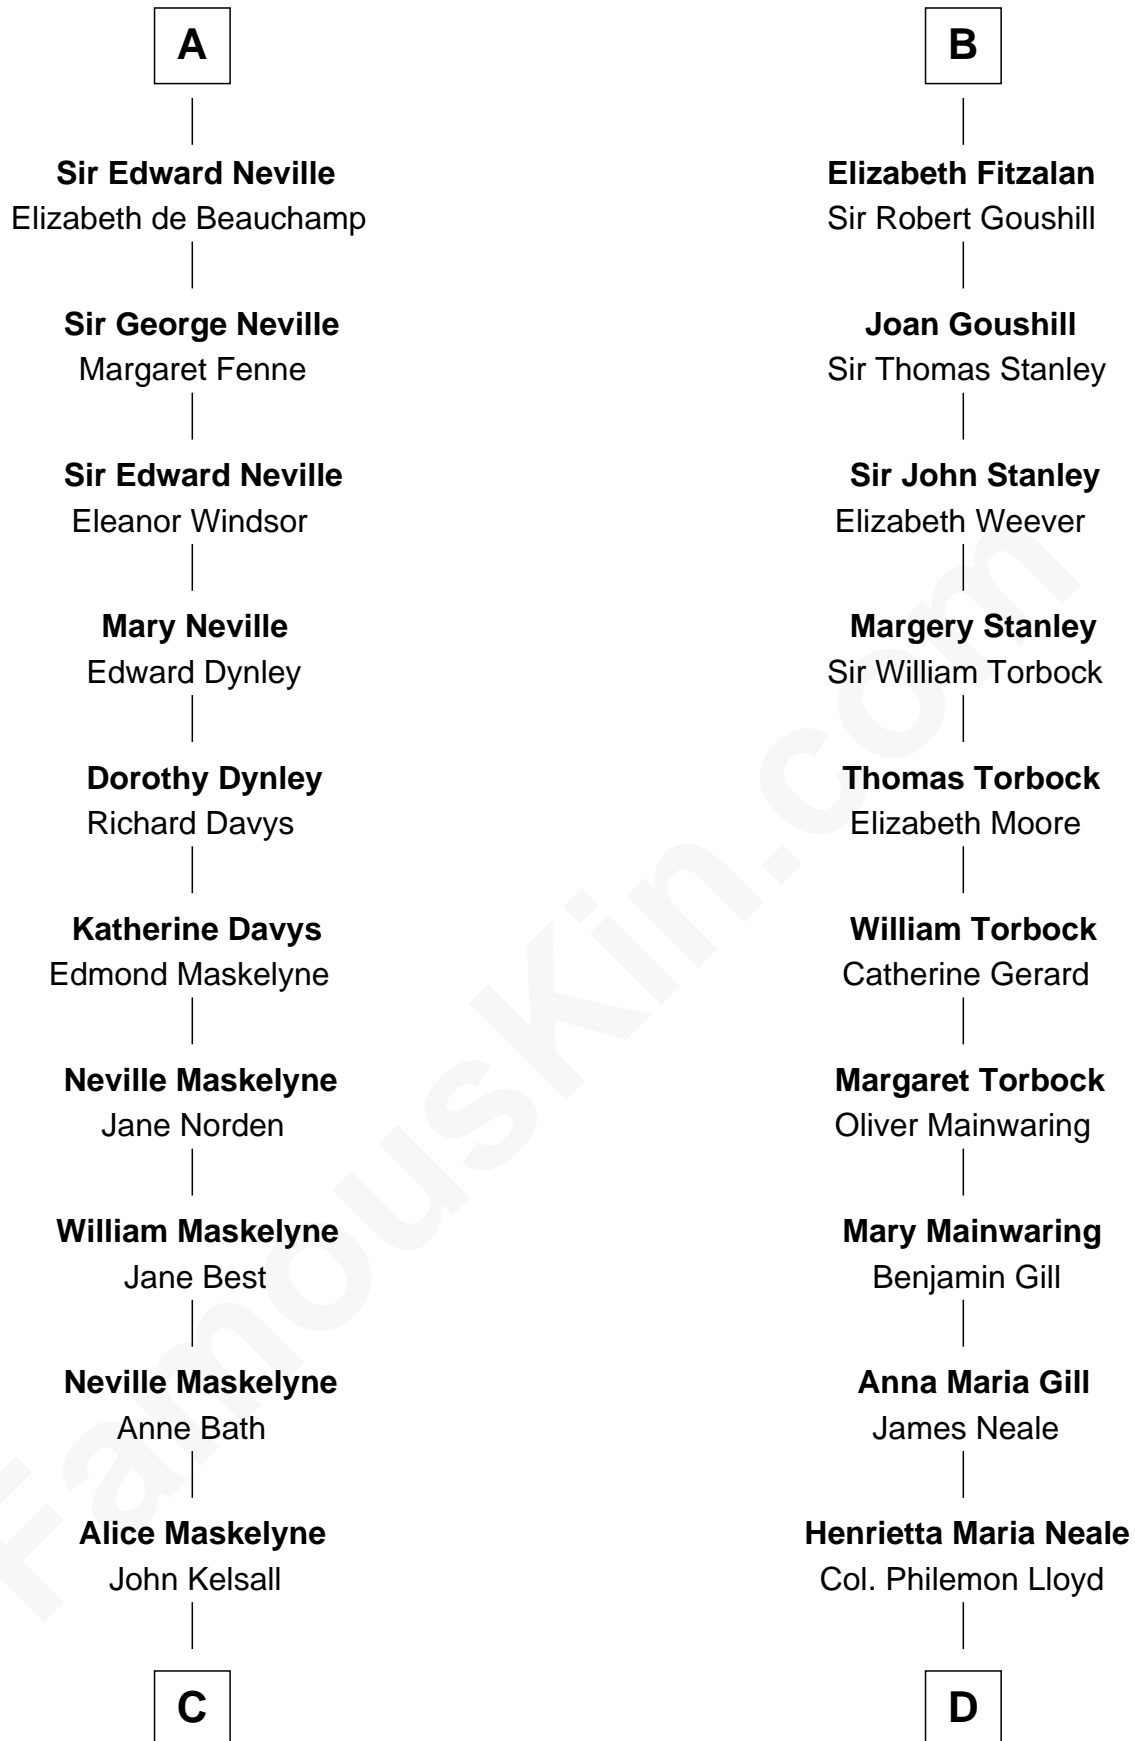 A
Sir Edward Neville
Elizabeth de Beauchamp
Sir George Neville
Margaret Fenne
Sir Edward Neville
Eleanor Windsor
Mary Neville
Edward Dynley
Dorothy Dynley
Richard Davys
Katherine Davys
Edmond Maskelyne
Neville Maskelyne
Jane Norden
William Maskelyne
Jane Best
Neville Maskelyne
Anne Bath
Alice Maskelyne
John Kelsall
C
B
Elizabeth Fitzalan
Sir Robert Goushill
Joan Goushill
Sir Thomas Stanley
Sir John Stanley
Elizabeth Weever
Margery Stanley
Sir William Torbock
Thomas Torbock
Elizabeth Moore
William Torbock
Catherine Gerard
Margaret Torbock
Oliver Mainwaring
Mary Mainwaring
Benjamin Gill
Anna Maria Gill
James Neale
Henrietta Maria Neale
Col. Philemon Lloyd
D
FamousKin.com